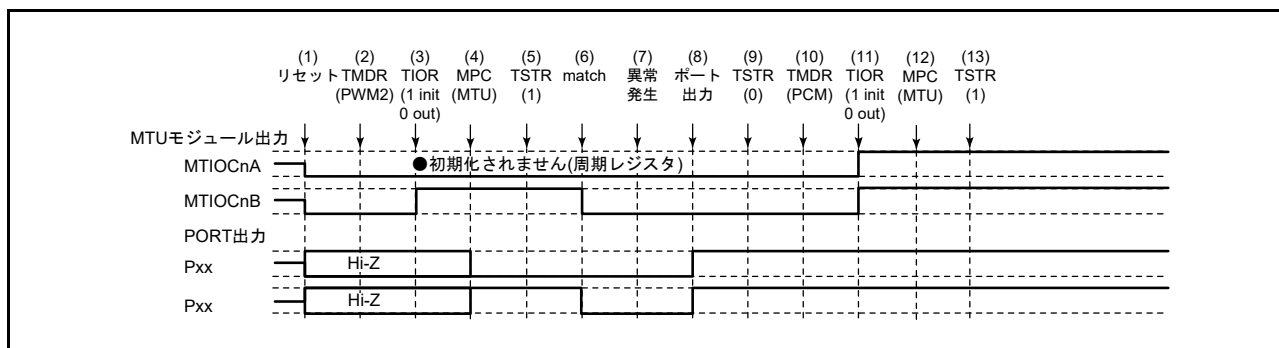 (1) (2) (3) (4) (5) (6) (7) (8) (9) (10) (11) (12) (13)
リセット TMDR TIOR MPC TSTR match 異常 ポート TSTR TMDR TIOR MPC TSTR
(PWM2) (1 init (MTU) (1) 発生 出力 (0) (PCM) (1 init (MTU) (1)
0 out) 0 out)
MTUモジュール出力
MTIOCnA ●初期化されません(周期レジスタ)
MTIOCnB
PORT出力
Pxx Hi-Z
Pxx Hi-Z